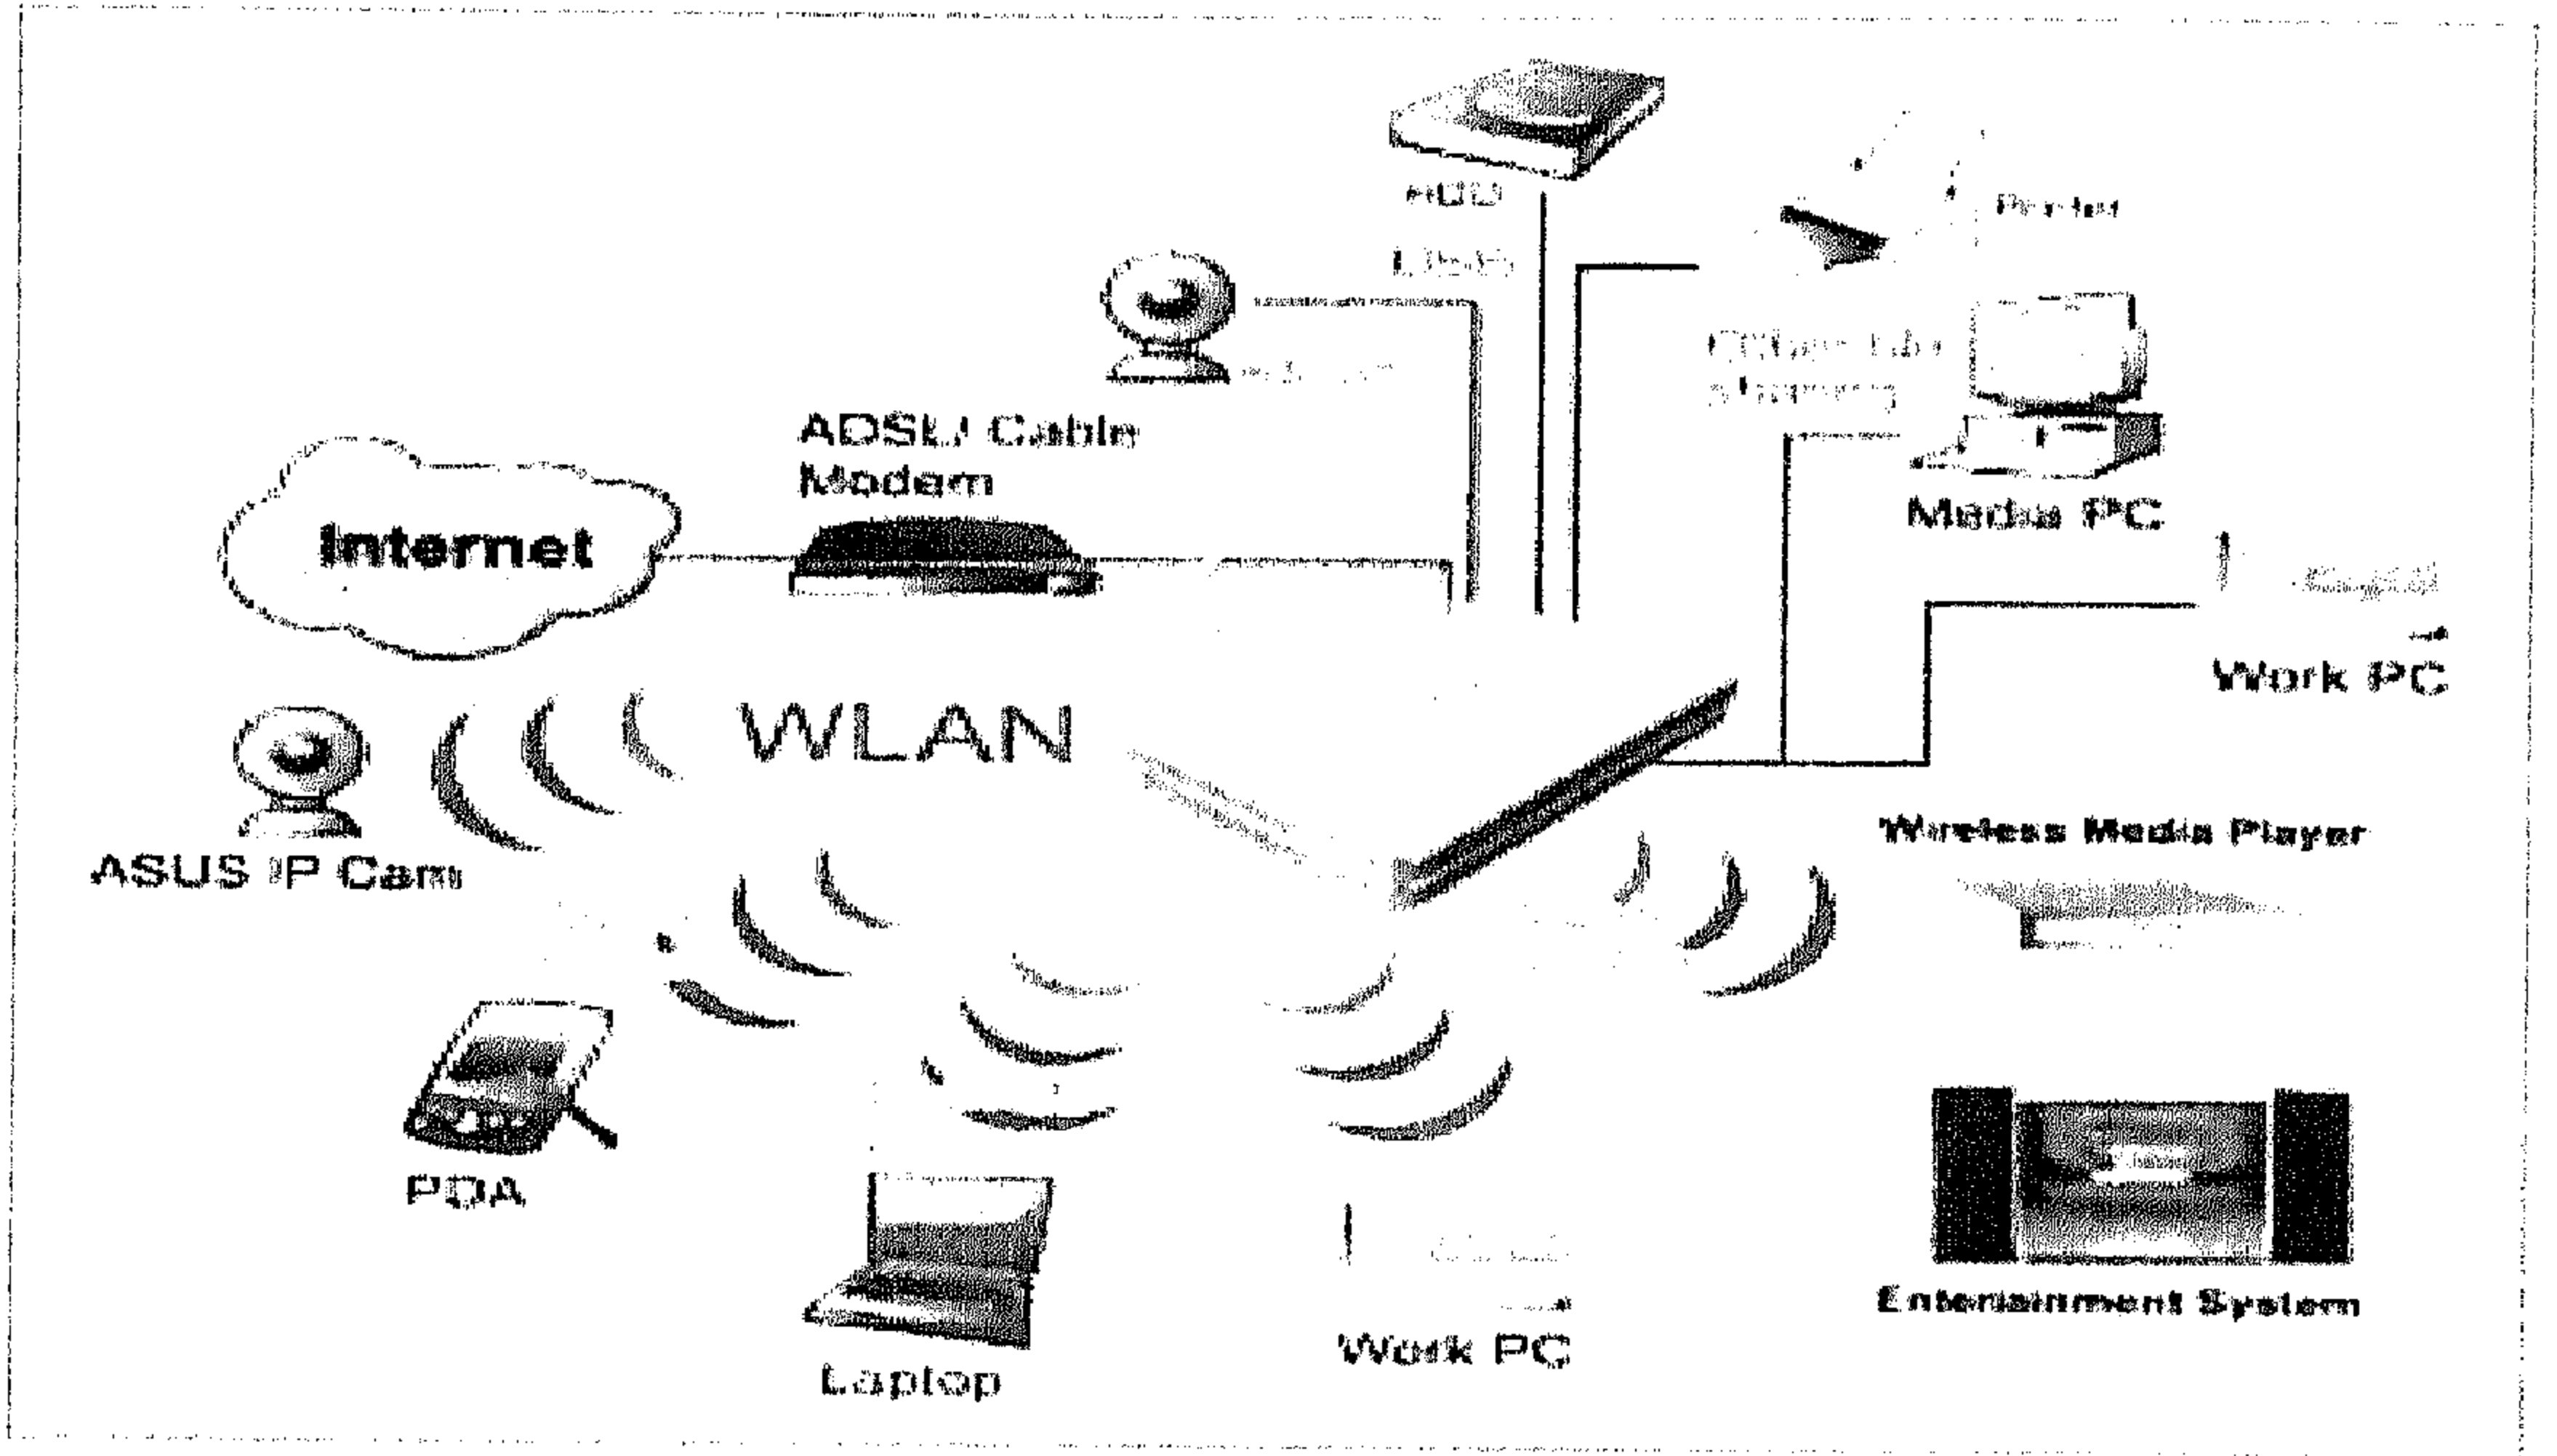 HDD
Printer
ADSL/ Cable
Modem
Media PC
Internet
Work PC
WLAN
Wireless Media Player
ASUS IP Cam
PDA
Entertainment System
Work PC
Laptop